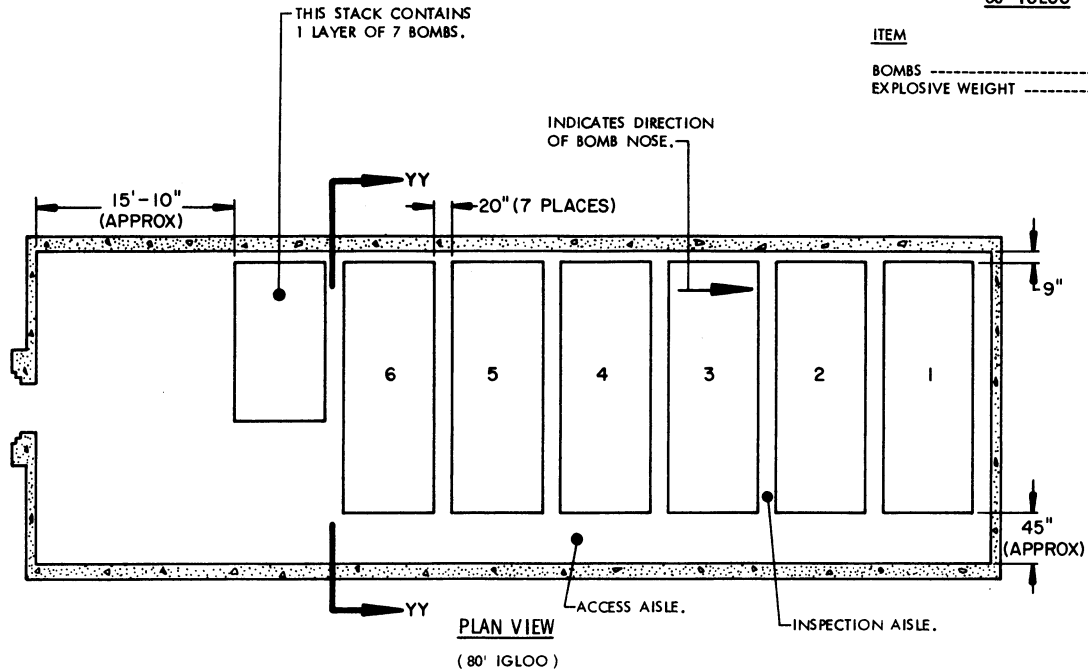 THIS STACK CONTAINS
1 LAYER OF 7 BOMBS.
ITEM
BOMBS
EXPLOSIVE WEIGHT
INDICATES DIRECTION
OF BOMB NOSE.
YY
15'-10"
(APPROX)
20" (7 PLACES)
9"
6
5
4
3
2
1
45"
(APPROX)
YY
ACCESS AISLE.
INSPECTION AISLE.
PLAN VIEW
(80' IGLOO)